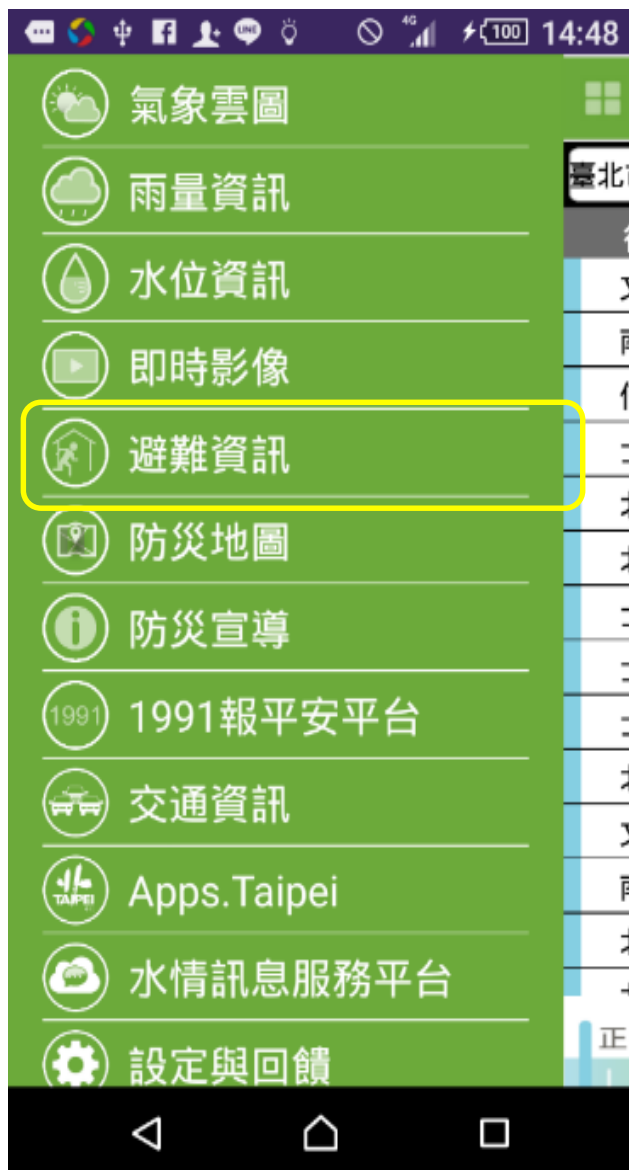 4G
100
14:48
氣象雲圖
臺北
雨量資訊
水位資訊
即時影像
避難資訊
防災地圖
防災宣導
1991
1991報平安平台
交通資訊
TAIPEI
Apps.Taipei
水情訊息服務平台
設定與回饋
正